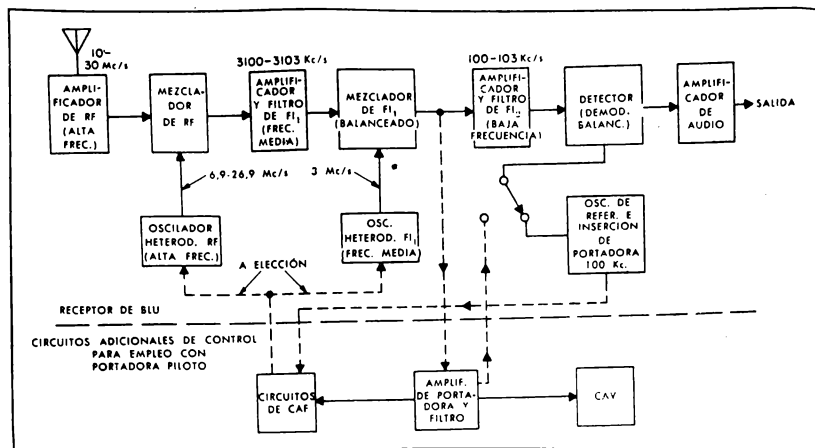 10-
30 Mc/s
3100-3103 Kc/s
100-103 Kc/s
AMPLI-
FICADOR
DE RF
(ALTA
FREC.)
MEZCLA-
DOR
DE RF
AMPLIFI-
CADOR
Y FILTRO
DE FI₁
(FREC.
MEDIA)
MEZCLADOR
DE FI₁
(BALANCEADO)
AMPLIFI-
CADOR
Y FILTRO
DE FI₁₁
(BAJA
FRECUENCIA)
DETECTOR
(DEMOD.
BALANC.)
AMPLIFI-
CADOR
DE
AUDIO
SALIDA
6,9-26,9 Mc/s
3 Mc/s
OSCILADOR
HETEROD. RF
(ALTA FREC.)
OSC.
HETEROD. FI₁
(FREC. MEDIA)
OSC. DE
REFER. E
INSERCION
DE
PORTADORA
100 Kc.
A ELECCIÓN
RECEPTOR DE BLU
CIRCUITOS ADICIONALES DE CONTROL
PARA EMPLEO CON
PORTADORA PILOTO
CIRCUITOS
DE CAF
AMPLIF.
DE PORTA-
DORA Y
FILTRO
CAV